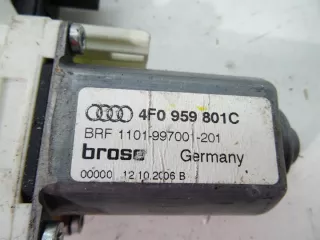 4F0 959 801C
BRF 1101-997001-201
brose Germany
00000 12.10.2006 B